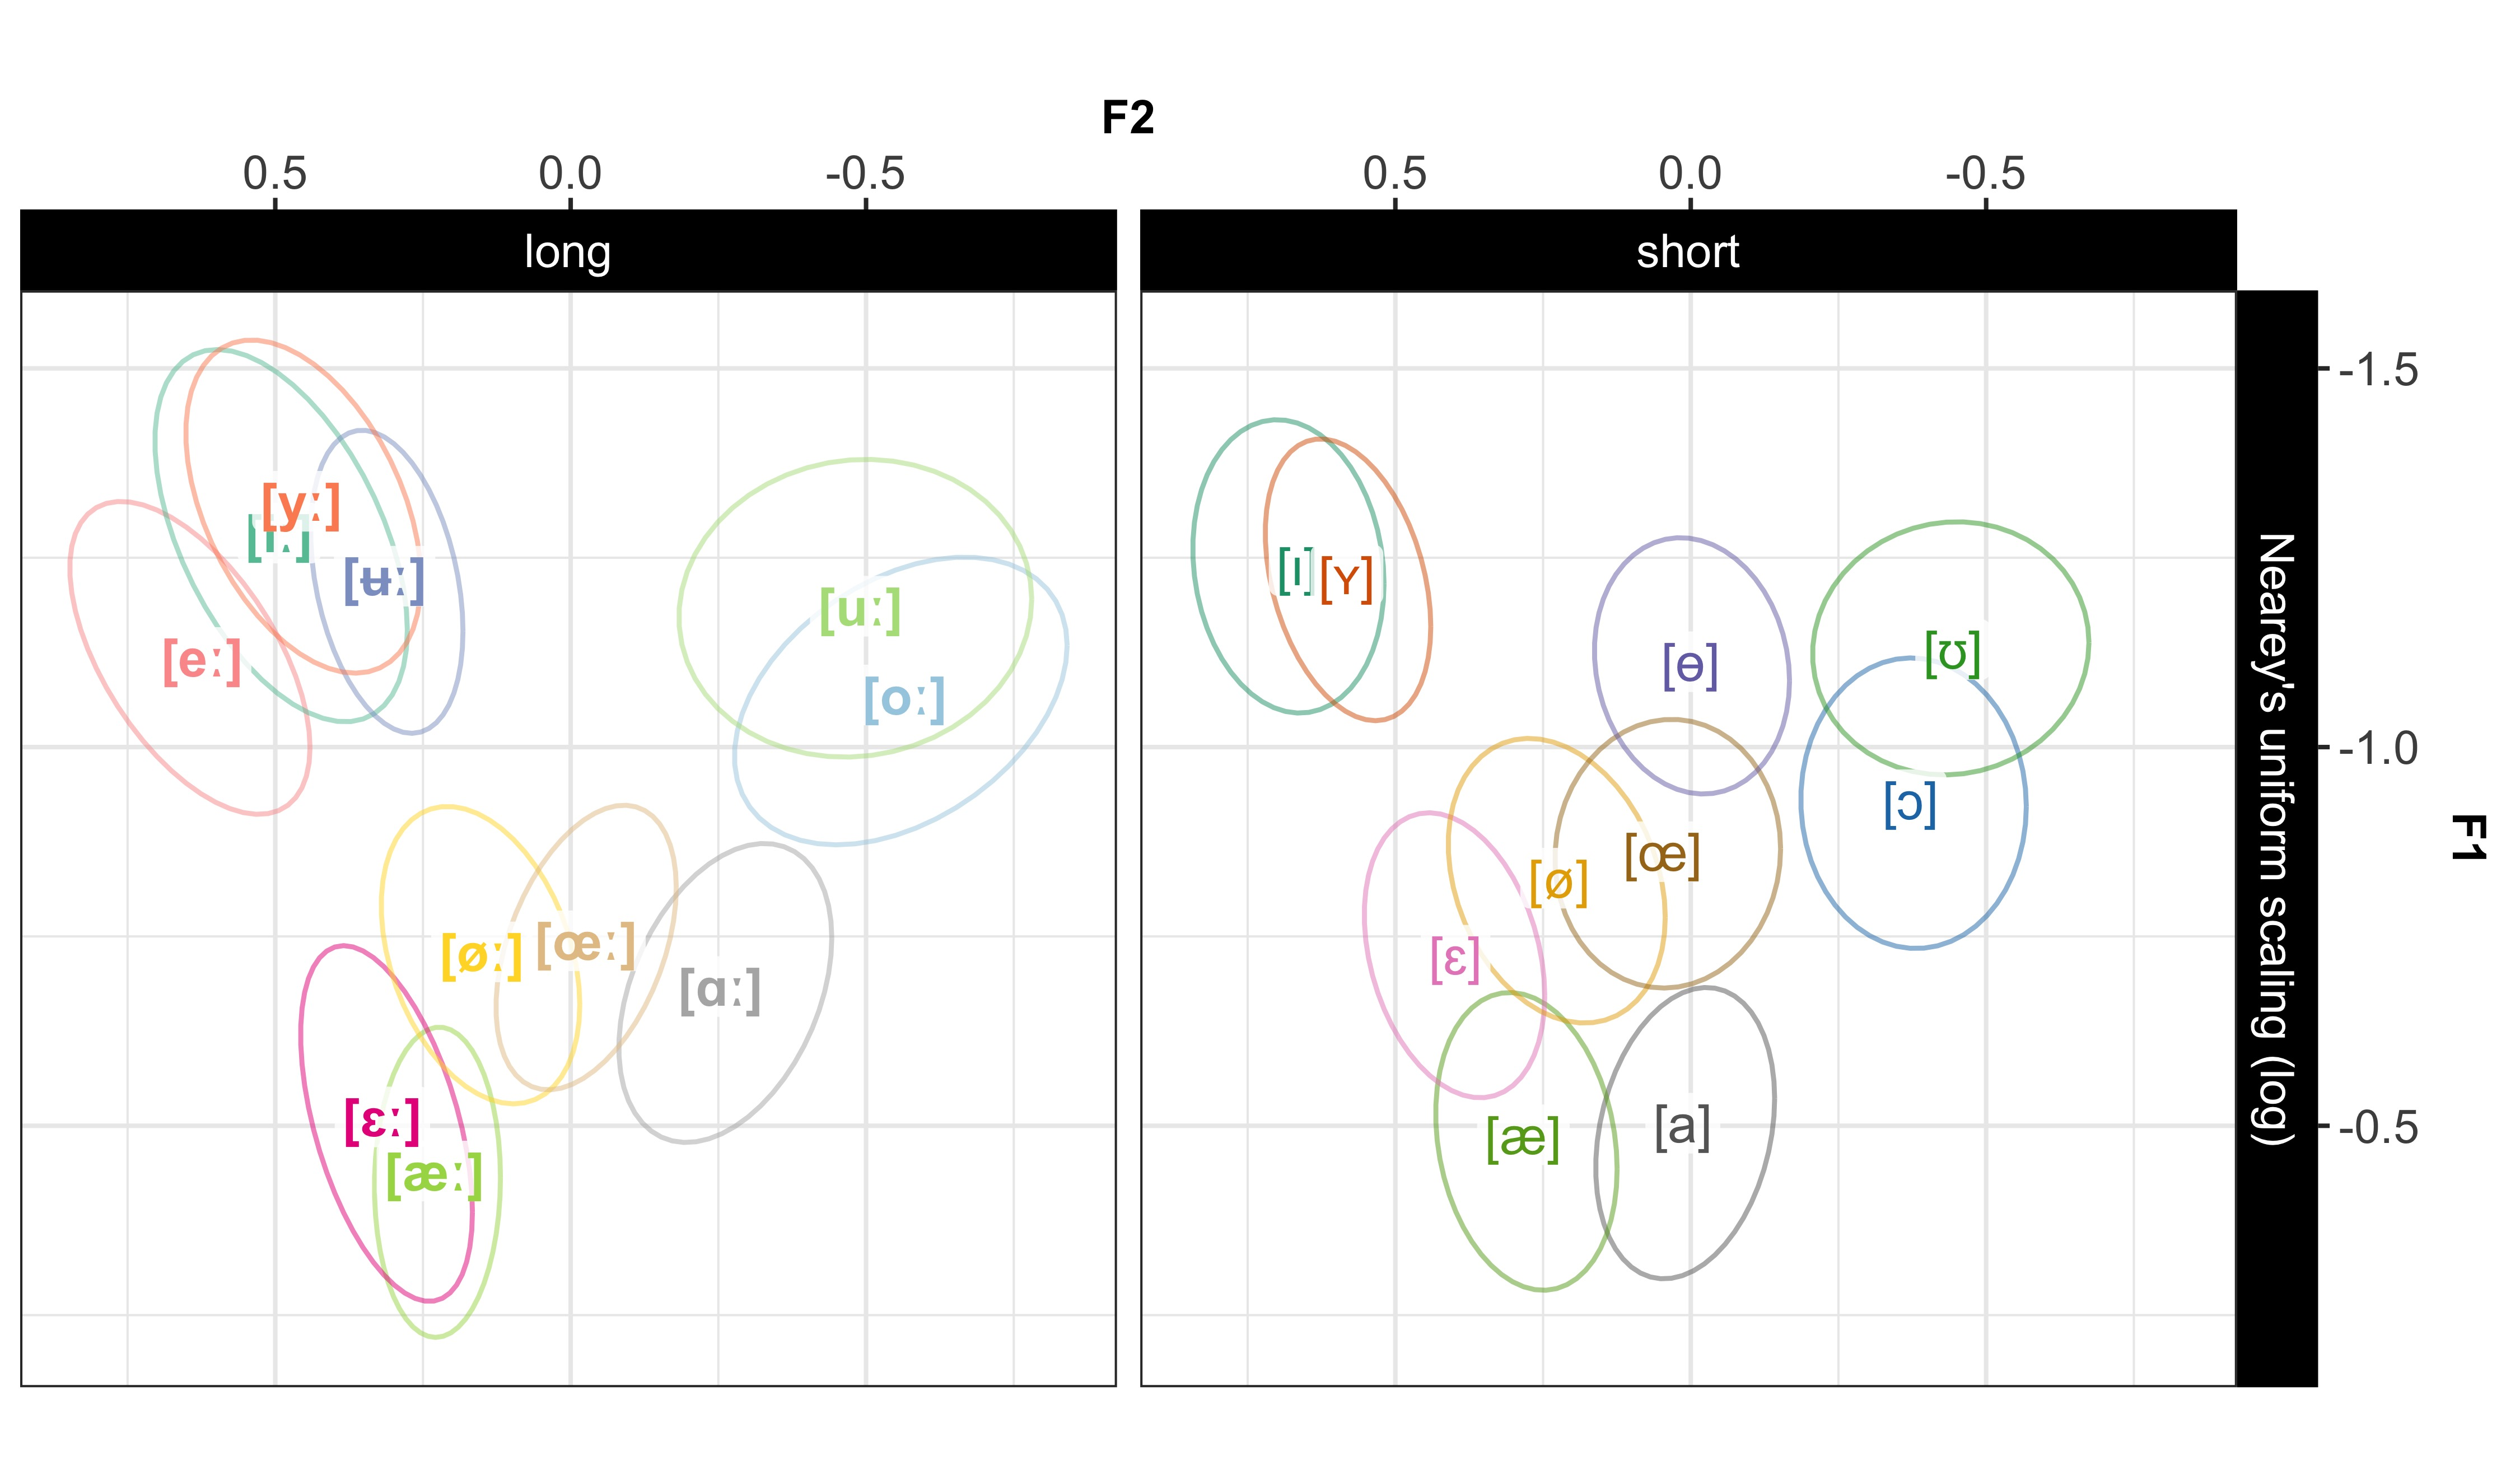 F2
0.5 0.0 -0.5 0.5 0.0 -0.5
long short
-1.5
[yː]
[iː]
[ʉː]
[ɪ] [ʏ]
[uː]
[eː]
[ɵ] [ʊ]
[oː]
-1.0
[ɔ]
[øː] [œː]
[ø] [œ]
[ɛ]
[ɑː]
[ɛː]
[æː]
[æ] [a]
-0.5
Nearey's uniform scaling (log)
F1